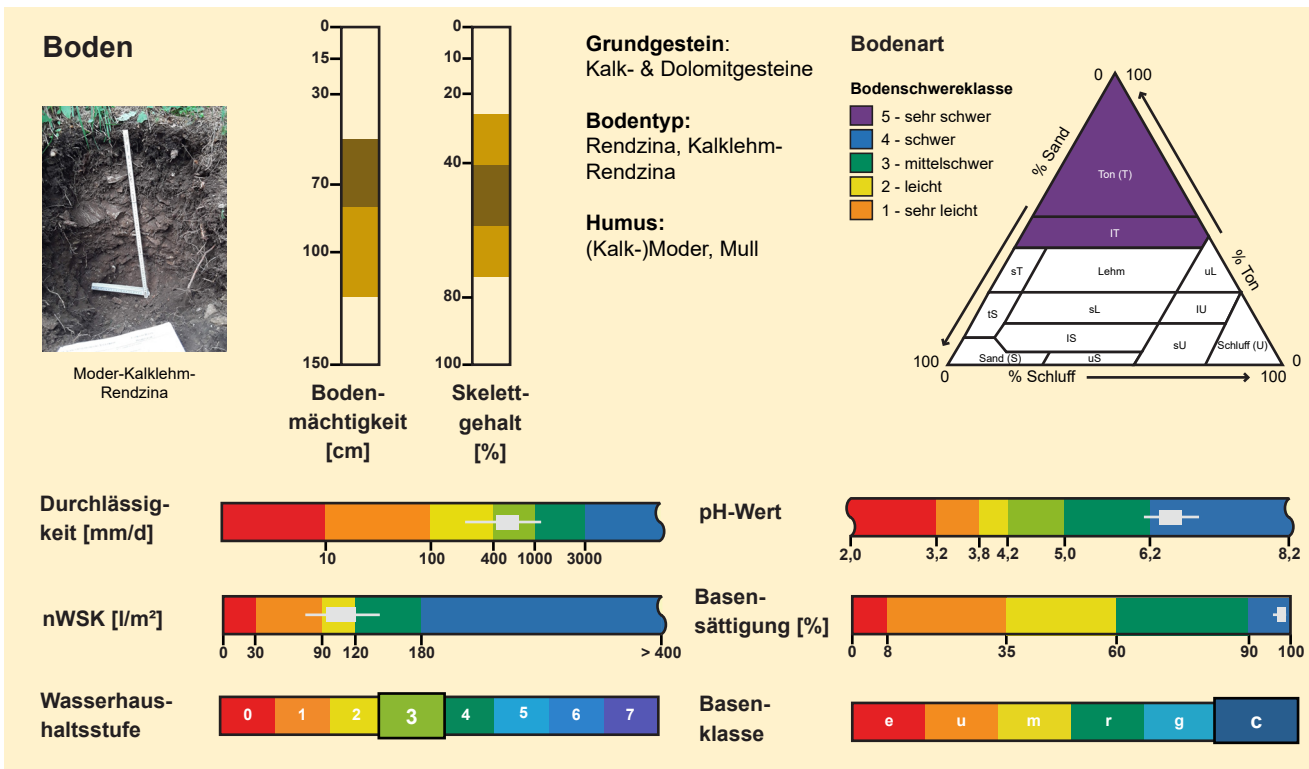 Boden
Moder-Kalklehm-
Rendzina
0
15
30
70
100
150
Boden-
mächtigkeit
[cm]
0
10
20
40
80
100
Skelett-
gehalt
[%]
Grundgestein:
Kalk- & Dolomitgesteine
Bodentyp:
Rendzina, Kalklehm-
Rendzina
Humus:
(Kalk-)Moder, Mull
Bodenart
Bodenschwereklasse
5 - sehr schwer
4 - schwer
3 - mittelschwer
2 - leicht
1 - sehr leicht
0 100
% Sand
% Ton
Ton (T)
lT
sT Lehm uL
tS sL lU
lS
Sand (S) uS sU Schluff (U)
100 0
0 % Schluff 100
Durchlässig-
keit [mm/d]
10 100 400 1000 3000
nWSK [l/m²]
0 30 90 120 180 > 400
Wasserhaus-
haltsstufe
0 1 2 3 4 5 6 7
pH-Wert
2,0 3,2 3,8 4,2 5,0 6,2 8,2
Basen-
sättigung [%]
0 8 35 60 90 100
Basen-
klasse
e u m r g c